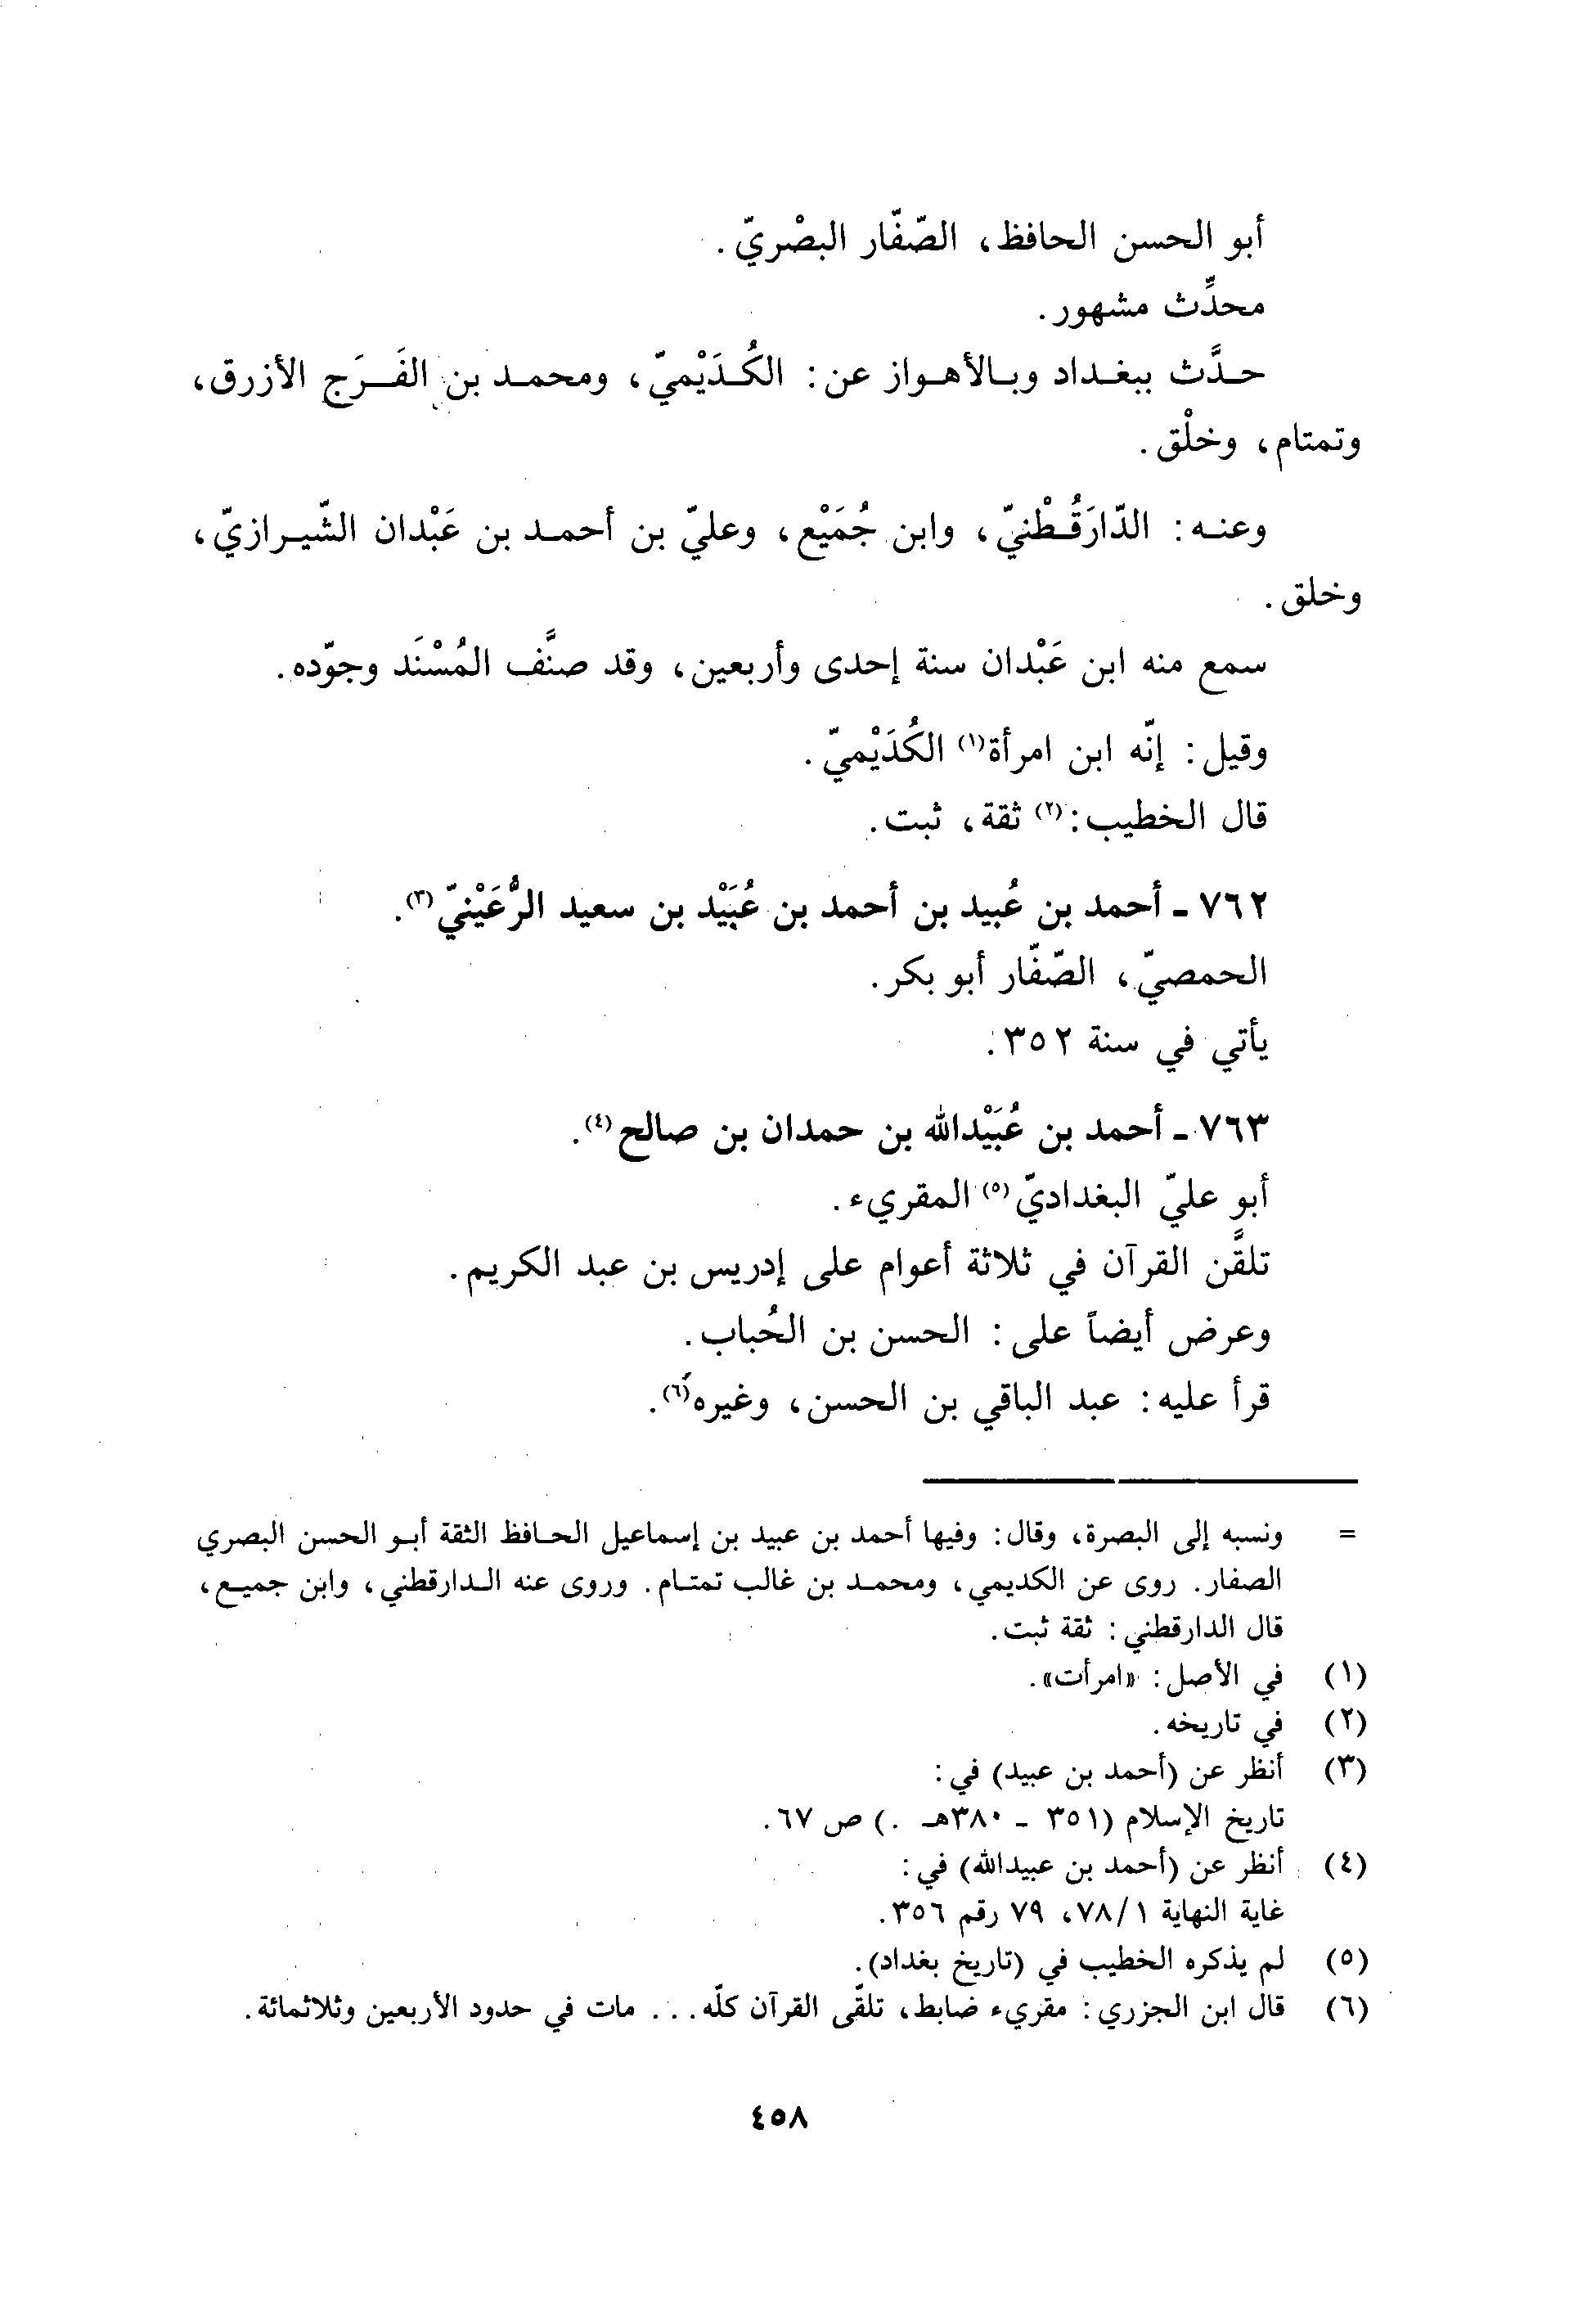 أبو الحسن الحافظ، الصّفّار البصْريّ.
محدِّث مشهور.
حدَّث ببغداد وبالأهواز عن: الكُدَيْميّ، ومحمد بن الفَرَج الأزرق،
وتمتام، وخلْق.
وعنه: الدّارَقُطْنيّ، وابن جُمَيْع، وعليّ بن أحمد بن عَبْدان الشّيرازيّ،
وخلق.
سمع منه ابن عَبْدان سنة إحدى وأربعين، وقد صنَّف المُسْنَد وجوّده.
وقيل: إنّه ابن امرأة(١) الكُدَيْميّ.
قال الخطيب:(٢) ثقة، ثبت.
٧٦٢ - أحمد بن عُبيد بن أحمد بن عُبَيْد بن سعيد الرُّعَيْنيّ(٣).
الحمصيّ، الصّفّار أبو بكر.
يأتي في سنة ٣٥٢.
٧٦٣ - أحمد بن عُبَيْدالله بن حمدان بن صالح(٤).
أبو عليّ البغداديّ(٥) المقريء.
تلقَّن القرآن في ثلاثة أعوام على إدريس بن عبد الكريم.
وعرض أيضاً على: الحسن بن الحُباب.
قرأ عليه: عبد الباقي بن الحسن، وغيره(٦).
= ونسبه إلى البصرة، وقال: وفيها أحمد بن عبيد بن إسماعيل الحافظ الثقة أبو الحسن البصري
الصفار. روى عن الكديمي، ومحمد بن غالب تمتام. وروى عنه الدارقطني، وابن جميع،
قال الدارقطني: ثقة ثبت.
(١) في الأصل: «امرأت».
(٢) في تاريخه.
(٣) أنظر عن (أحمد بن عبيد) في:
تاريخ الإسلام (٣٥١ - ٣٨٠هـ .) ص ٦٧.
(٤) أنظر عن (أحمد بن عبيدالله) في:
غاية النهاية ٧٨/١، ٧٩ رقم ٣٥٦.
(٥) لم يذكره الخطيب في (تاريخ بغداد).
(٦) قال ابن الجزري: مقريء ضابط، تلقّى القرآن كلّه... مات في حدود الأربعين وثلاثمائة.
٤٥٨